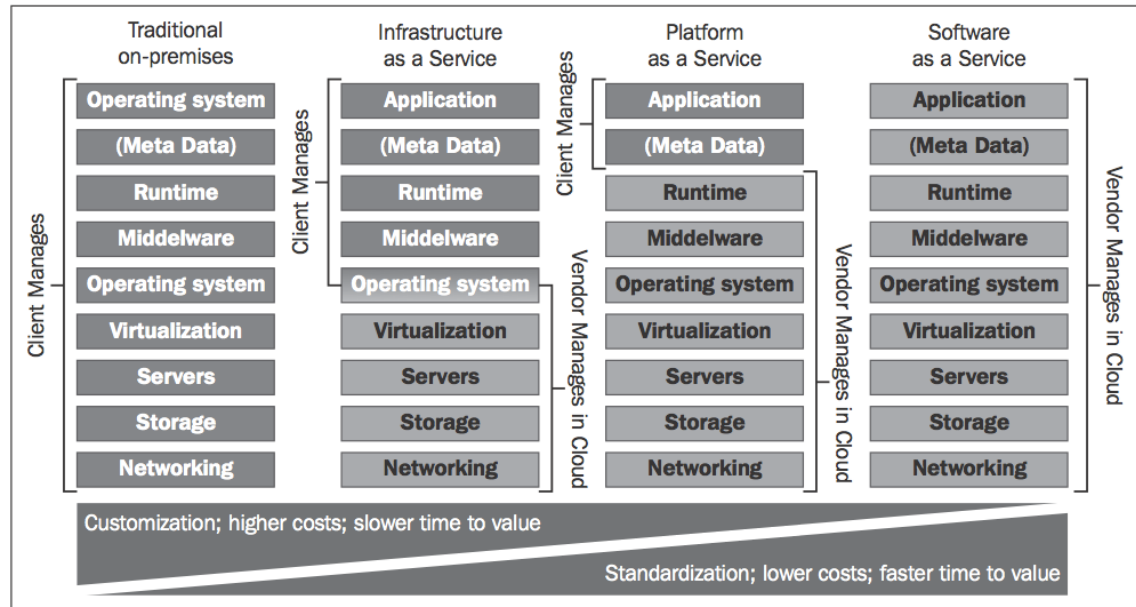 Traditional
on-premises
Client Manages
Operating system
(Meta Data)
Runtime
Middelware
Operating system
Virtualization
Servers
Storage
Networking
Infrastructure
as a Service
Client Manages
Application
(Meta Data)
Runtime
Middelware
Operating system
Virtualization
Servers
Storage
Networking
Vendor Manages in Cloud
Platform
as a Service
Client Manages
Application
(Meta Data)
Runtime
Middelware
Operating system
Virtualization
Servers
Storage
Networking
Vendor Manages in Cloud
Software
as a Service
Application
(Meta Data)
Runtime
Middelware
Operating system
Virtualization
Servers
Storage
Networking
Vendor Manages in Cloud
Customization; higher costs; slower time to value
Standardization; lower costs; faster time to value